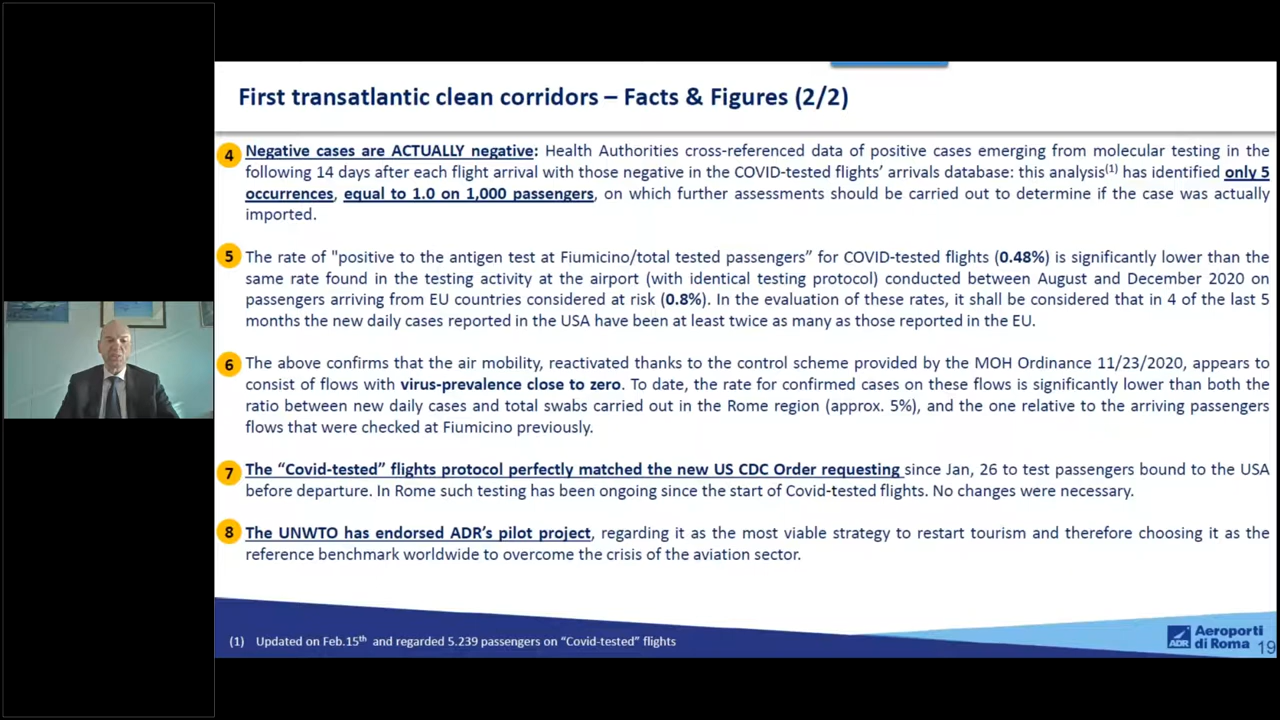 First transatlantic clean corridors – Facts & Figures (2/2)
4
Negative cases are ACTUALLY negative: Health Authorities cross-referenced data of positive cases emerging from molecular testing in the
following 14 days after each flight arrival with those negative in the COVID-tested flights’ arrivals database: this analysis(1) has identified only 5
occurrences, equal to 1.0 on 1,000 passengers, on which further assessments should be carried out to determine if the case was actually
imported.
5
The rate of "positive to the antigen test at Fiumicino/total tested passengers” for COVID-tested flights (0.48%) is significantly lower than the
same rate found in the testing activity at the airport (with identical testing protocol) conducted between August and December 2020 on
passengers arriving from EU countries considered at risk (0.8%). In the evaluation of these rates, it shall be considered that in 4 of the last 5
months the new daily cases reported in the USA have been at least twice as many as those reported in the EU.
6
The above confirms that the air mobility, reactivated thanks to the control scheme provided by the MOH Ordinance 11/23/2020, appears to
consist of flows with virus-prevalence close to zero. To date, the rate for confirmed cases on these flows is significantly lower than both the
ratio between new daily cases and total swabs carried out in the Rome region (approx. 5%), and the one relative to the arriving passengers
flows that were checked at Fiumicino previously.
7
The “Covid-tested” flights protocol perfectly matched the new US CDC Order requesting since Jan, 26 to test passengers bound to the USA
before departure. In Rome such testing has been ongoing since the start of Covid-tested flights. No changes were necessary.
8
The UNWTO has endorsed ADR’s pilot project, regarding it as the most viable strategy to restart tourism and therefore choosing it as the
reference benchmark worldwide to overcome the crisis of the aviation sector.
(1) Updated on Feb.15th and regarded 5.239 passengers on “Covid-tested” flights
ADR
Aeroporti
di Roma
19